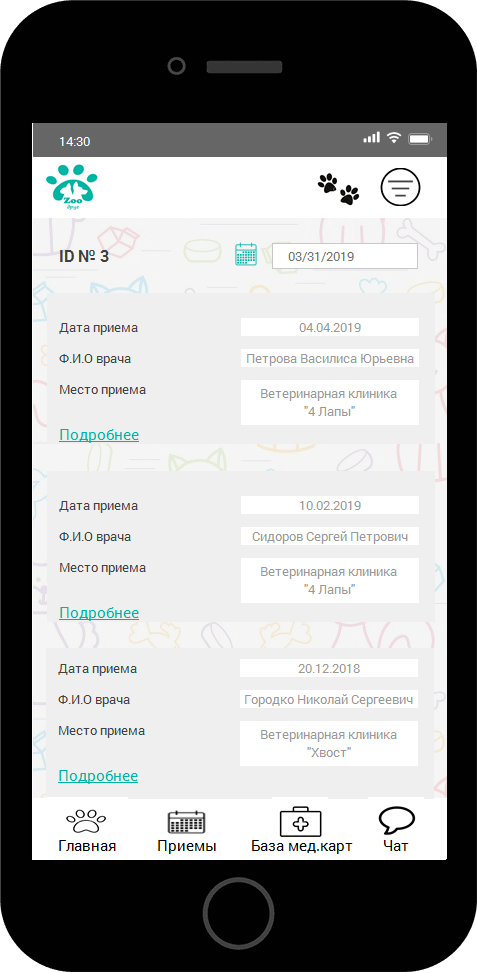 14:30
Zoo
друг
ID № 3
03/31/2019
Дата приема
04.04.2019
Ф.И.О врача
Петрова Василиса Юрьевна
Место приема
Ветеринарная клиника
"4 Лапы"
Подробнее
Дата приема
10.02.2019
Ф.И.О врача
Сидоров Сергей Петрович
Место приема
Ветеринарная клиника
"4 Лапы"
Подробнее
Дата приема
20.12.2018
Ф.И.О врача
Городко Николай Сергеевич
Место приема
Ветеринарная клиника
"Хвост"
Подробнее
Главная
Приемы
База мед.карт
Чат